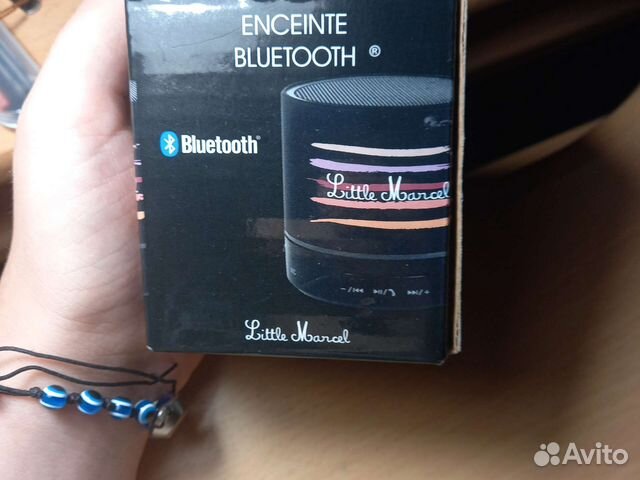 ENCEINTE
BLUETOOTH ®
Bluetooth®
Little Marcel
−/⏮ ⏯/📞 ⏭/+
Little Marcel
Avito